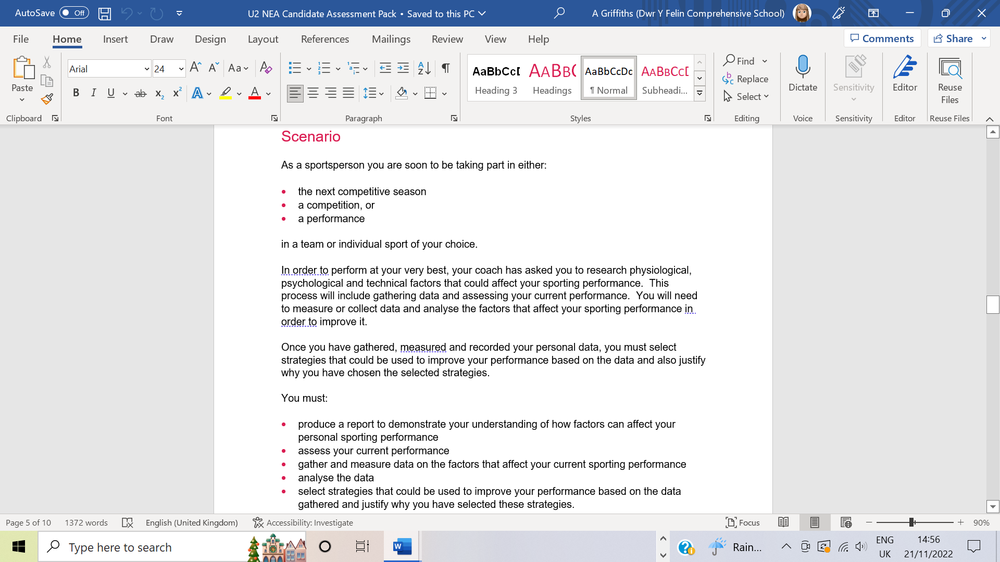 AutoSave Off U2 NEA Candidate Assessment Pack • Saved to this PC A Griffiths (Dwr Y Felin Comprehensive School)
File Home Insert Draw Design Layout References Mailings Review View Help Comments Share
Paste
Clipboard
Arial 24
Aa
B I U ab x₂ x² A A
Font
Paragraph
AaBbCcD AaBbC AaBbCcDc AaBbCcD
Heading 3 Headings ¶ Normal Subheadi...
Styles
Find
Replace
Select
Editing
Dictate
Voice
Sensitivity
Sensitivity
Editor
Editor
Reuse
Files
Reuse Files
Scenario
As a sportsperson you are soon to be taking part in either:
• the next competitive season
• a competition, or
• a performance
in a team or individual sport of your choice.
In order to perform at your very best, your coach has asked you to research physiological,
psychological and technical factors that could affect your sporting performance. This
process will include gathering data and assessing your current performance. You will need
to measure or collect data and analyse the factors that affect your sporting performance in
order to improve it.
Once you have gathered, measured and recorded your personal data, you must select
strategies that could be used to improve your performance based on the data and also justify
why you have chosen the selected strategies.
You must:
• produce a report to demonstrate your understanding of how factors can affect your
personal sporting performance
• assess your current performance
• gather and measure data on the factors that affect your current sporting performance
• analyse the data
• select strategies that could be used to improve your performance based on the data
gathered and justify why you have selected these strategies.
Page 5 of 10 1372 words English (United Kingdom) Accessibility: Investigate Focus 90%
Type here to search
Rain...
ENG
UK
14:56
21/11/2022